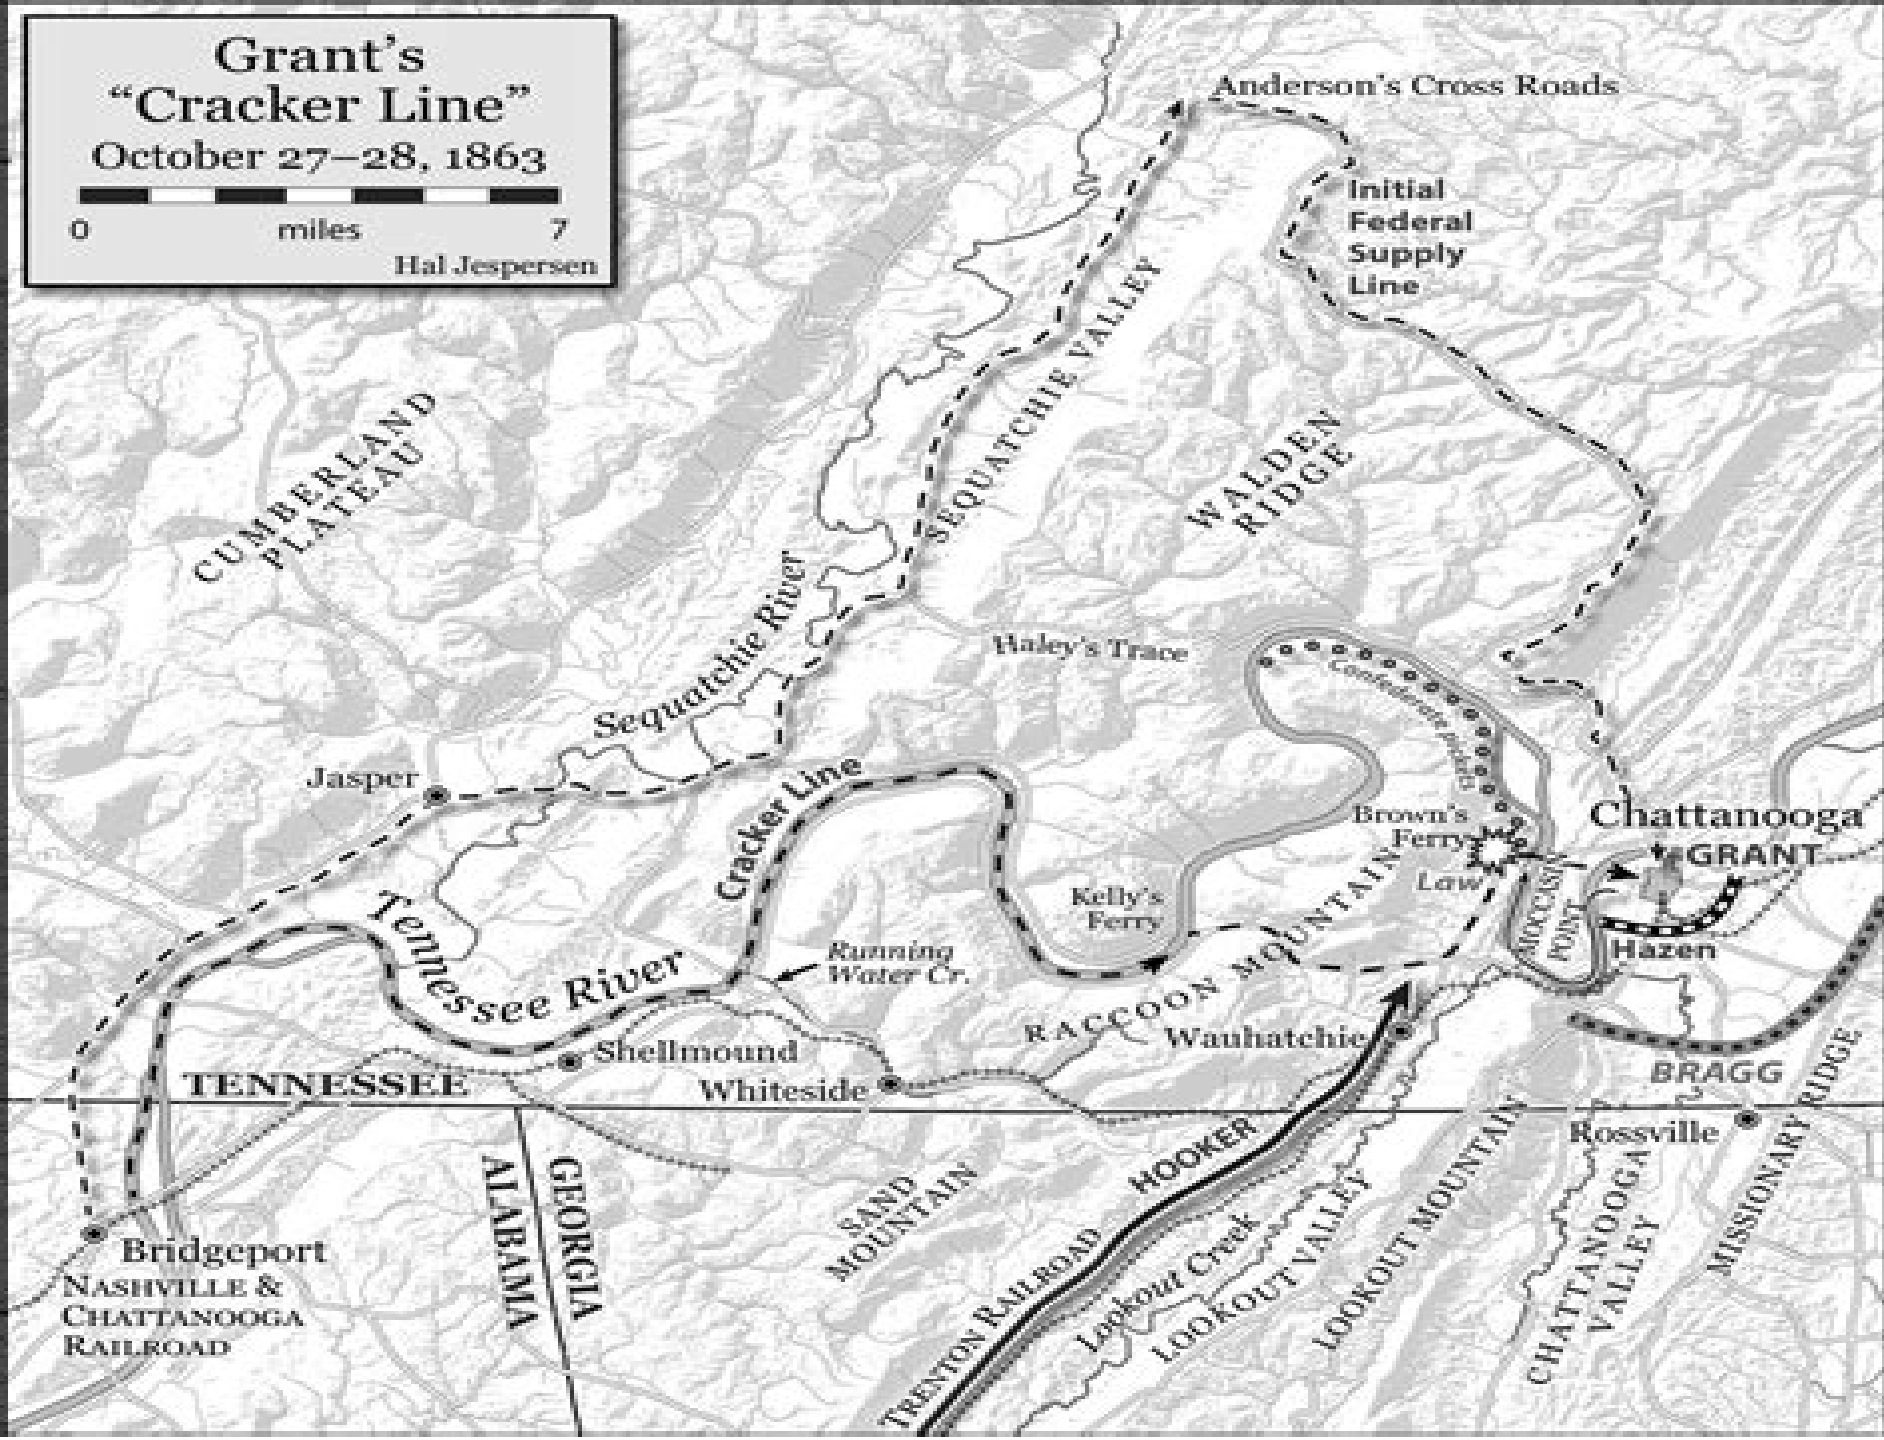 Grant's
“Cracker Line”
October 27–28, 1863
0 miles 7
Hal Jespersen
Anderson's Cross Roads
Initial
Federal
Supply
Line
SEQUATCHIE VALLEY
CUMBERLAND
PLATEAU
WALDEN
RIDGE
Sequatchie River
Haley's Trace
Confederate pickets
Jasper
Cracker Line
Brown's
Ferry
Law
Chattanooga
GRANT
Kelly's
Ferry
MOCCASIN
POINT
Hazen
Tennessee River
Running
Water Cr.
RACCOON MOUNTAIN
Wauhatchie
Shellmound
TENNESSEE
Whiteside
BRAGG
Rossville
HOOKER
Bridgeport
NASHVILLE &
CHATTANOOGA
RAILROAD
ALABAMA
GEORGIA
SAND
MOUNTAIN
TRENTON RAILROAD
Lookout Creek
LOOKOUT VALLEY
LOOKOUT MOUNTAIN
CHATTANOOGA
VALLEY
MISSIONARY RIDGE